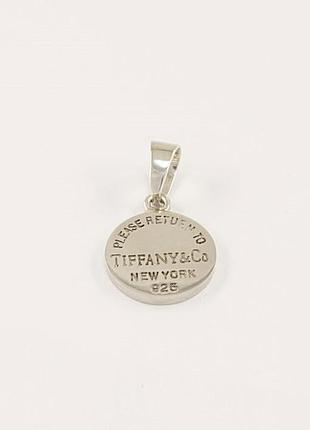 PLEASE RETURN TO
TIFFANY&Co
NEW YORK
925